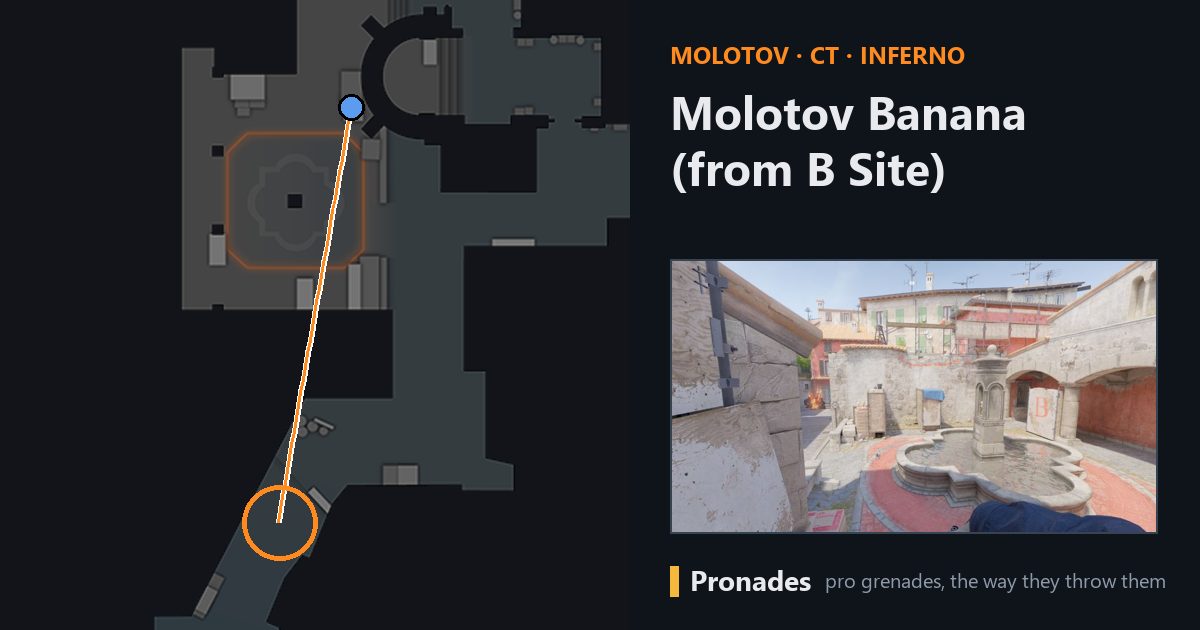 MOLOTOV · CT · INFERNO
Molotov Banana
(from B Site)
B
Pronades pro grenades, the way they throw them